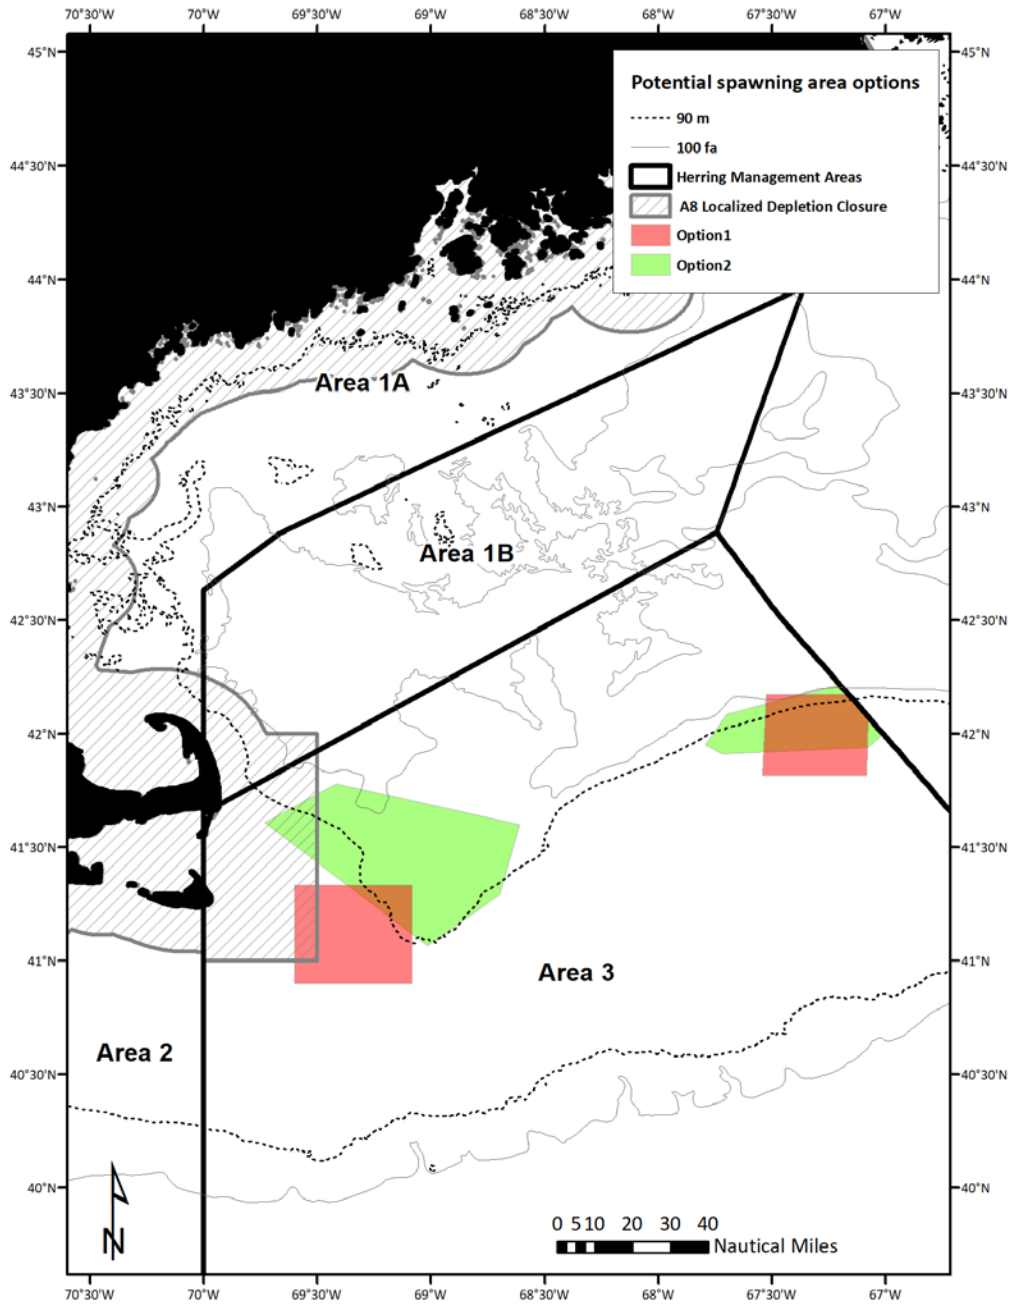 70°30'W 70°W 69°30'W 69°W 68°30'W 68°W 67°30'W 67°W
45°N 45°N
Potential spawning area options
90 m
100 fa
44°30'N 44°30'N
Herring Management Areas
A8 Localized Depletion Closure
Option1
Option2
44°N 44°N
Area 1A
43°30'N 43°30'N
43°N 43°N
Area 1B
42°30'N 42°30'N
42°N 42°N
41°30'N 41°30'N
41°N 41°N
Area 3
Area 2
40°30'N 40°30'N
40°N 40°N
0 5 10 20 30 40
N
Nautical Miles
70°30'W 70°W 69°30'W 69°W 68°30'W 68°W 67°30'W 67°W